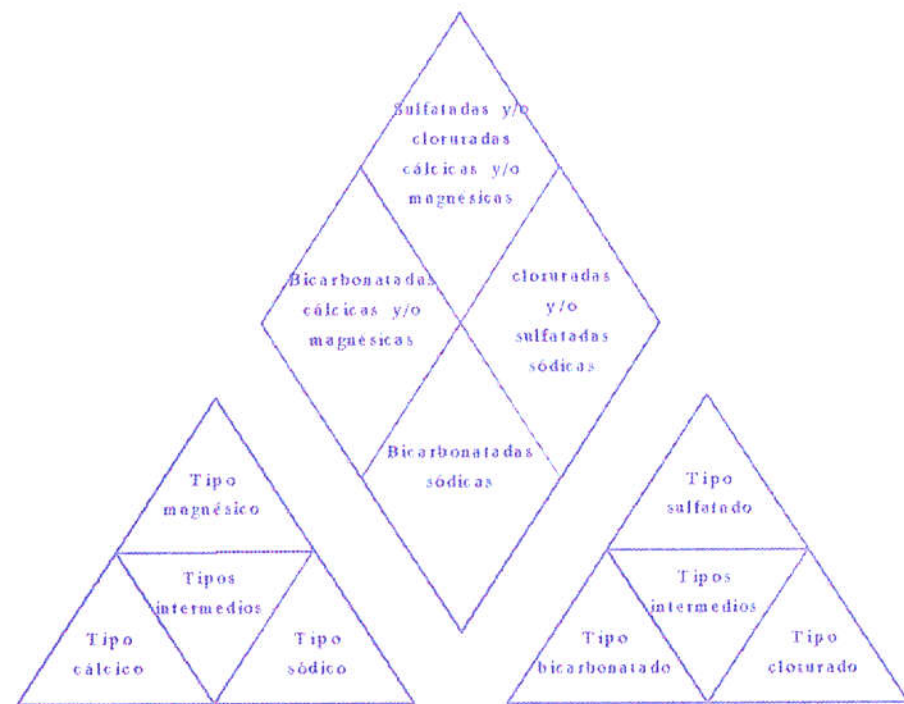 Sulfatadas y/o
cloruradas
cálcicas y/o
magnésicas
Bicarbonatadas
cálcicas y/o
magnésicas
cloruradas
y/o
sulfatadas
sódicas
Bicarbonatadas
sódicas
Tipo
magnésico
Tipos
intermedios
Tipo
cálcico
Tipo
sódico
Tipo
sulfatado
Tipos
intermedios
Tipo
bicarbonatado
Tipo
cloturado